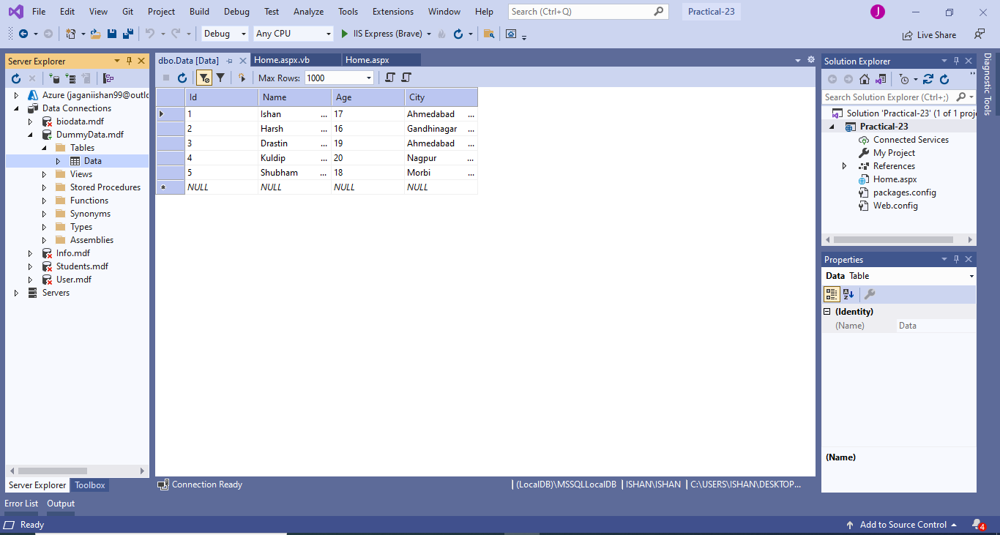 File Edit View Git Project Build Debug Test Analyze Tools Extensions Window Help Search (Ctrl+Q) Practical-23 J
Debug Any CPU IIS Express (Brave) Live Share
Server Explorer
Azure (jaganiishan99@outlo
Data Connections
biodata.mdf
DummyData.mdf
Tables
Data
Views
Stored Procedures
Functions
Synonyms
Types
Assemblies
Info.mdf
Students.mdf
User.mdf
Servers
Server Explorer Toolbox
dbo.Data [Data] Home.aspx.vb Home.aspx
Max Rows: 1000
Id Name Age City
1 Ishan ... 17 Ahmedabad ...
2 Harsh ... 16 Gandhinagar ...
3 Drastin ... 19 Ahmedabad ...
4 Kuldip ... 20 Nagpur ...
5 Shubham ... 18 Morbi ...
NULL NULL NULL NULL
Connection Ready | (LocalDB)\MSSQLLocalDB | ISHAN\ISHAN | C:\USERS\ISHAN\DESKTOP...
Solution Explorer
Search Solution Explorer (Ctrl+;)
Solution 'Practical-23' (1 of 1 proje
Practical-23
Connected Services
My Project
References
Home.aspx
packages.config
Web.config
Properties
Data Table
(Identity)
(Name) Data
(Name)
Diagnostic Tools
Error List Output
Ready Add to Source Control 4